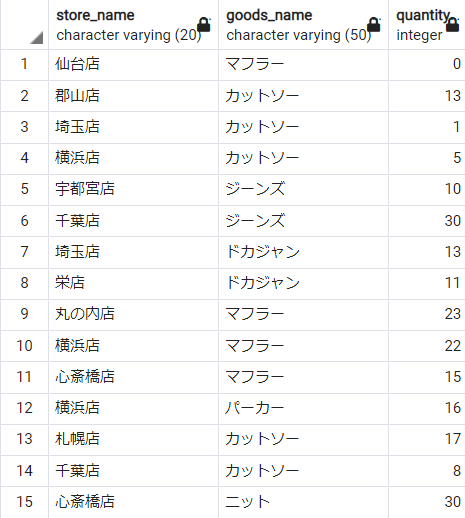 store_name goods_name quantity
character varying (20) character varying (50) integer
1 仙台店 マフラー 0
2 郡山店 カットソー 13
3 埼玉店 カットソー 1
4 横浜店 カットソー 5
5 宇都宮店 ジーンズ 10
6 千葉店 ジーンズ 30
7 埼玉店 ドカジャン 13
8 栄店 ドカジャン 11
9 丸の内店 マフラー 23
10 横浜店 マフラー 22
11 心斎橋店 マフラー 15
12 横浜店 パーカー 16
13 札幌店 カットソー 17
14 千葉店 カットソー 8
15 心斎橋店 ニット 30